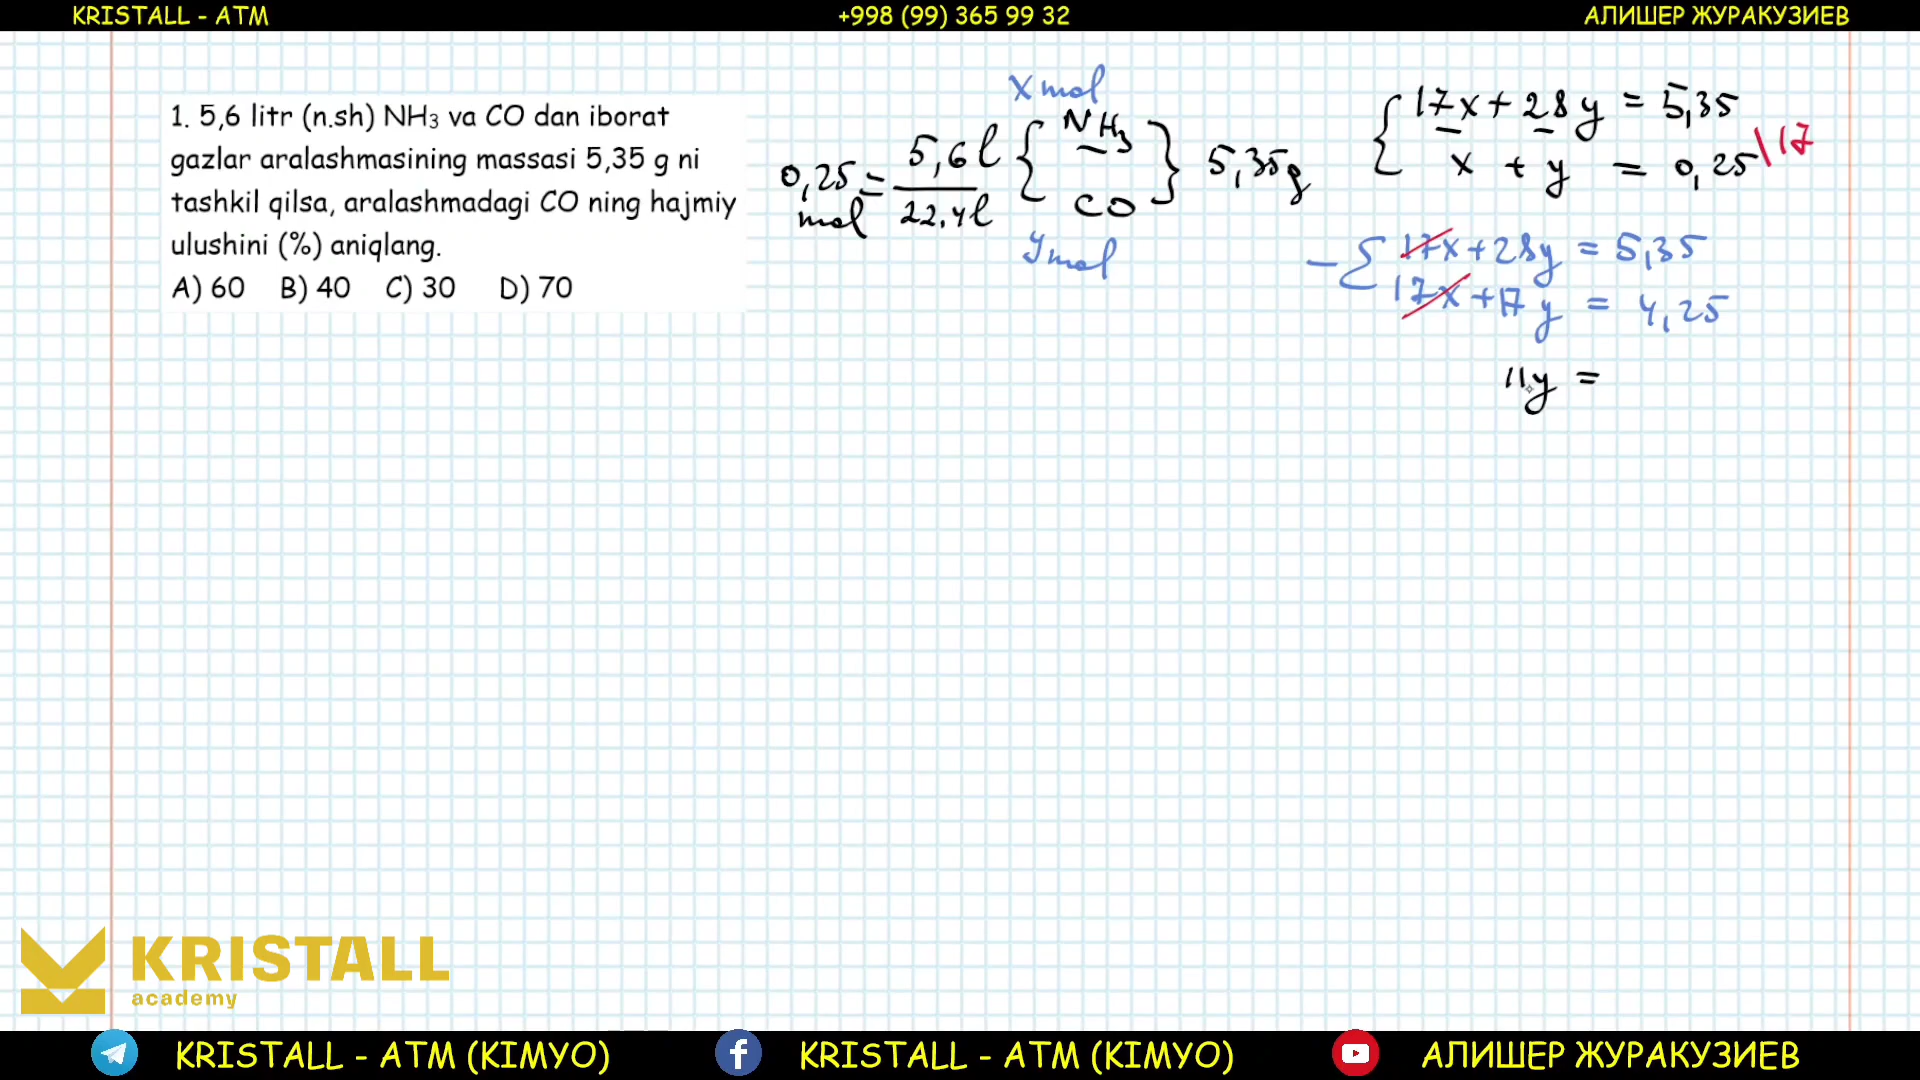 KRISTALL - ATM
+998 (99) 365 99 32
АЛИШЕР ЖУРАКУЗИЕВ
1. 5,6 litr (n.sh) NH₃ va CO dan iborat
gazlar aralashmasining massasi 5,35 g ni
tashkil qilsa, aralashmadagi CO ning hajmiy
ulushini (%) aniqlang.
A) 60 B) 40 C) 30 D) 70
x mol
0,25 mol = 5,6 l / 22.4 l { NH₃ CO } 5,35 g
y mol
{ 17x + 28y = 5,35
x + y = 0,25 | 17
- { 17x + 28y = 5,35
17x + 17y = 4,25
11y =
KRISTALL
academy
KRISTALL - ATM (KIMYO)
KRISTALL - ATM (KIMYO)
АЛИШЕР ЖУРАКУЗИЕВ